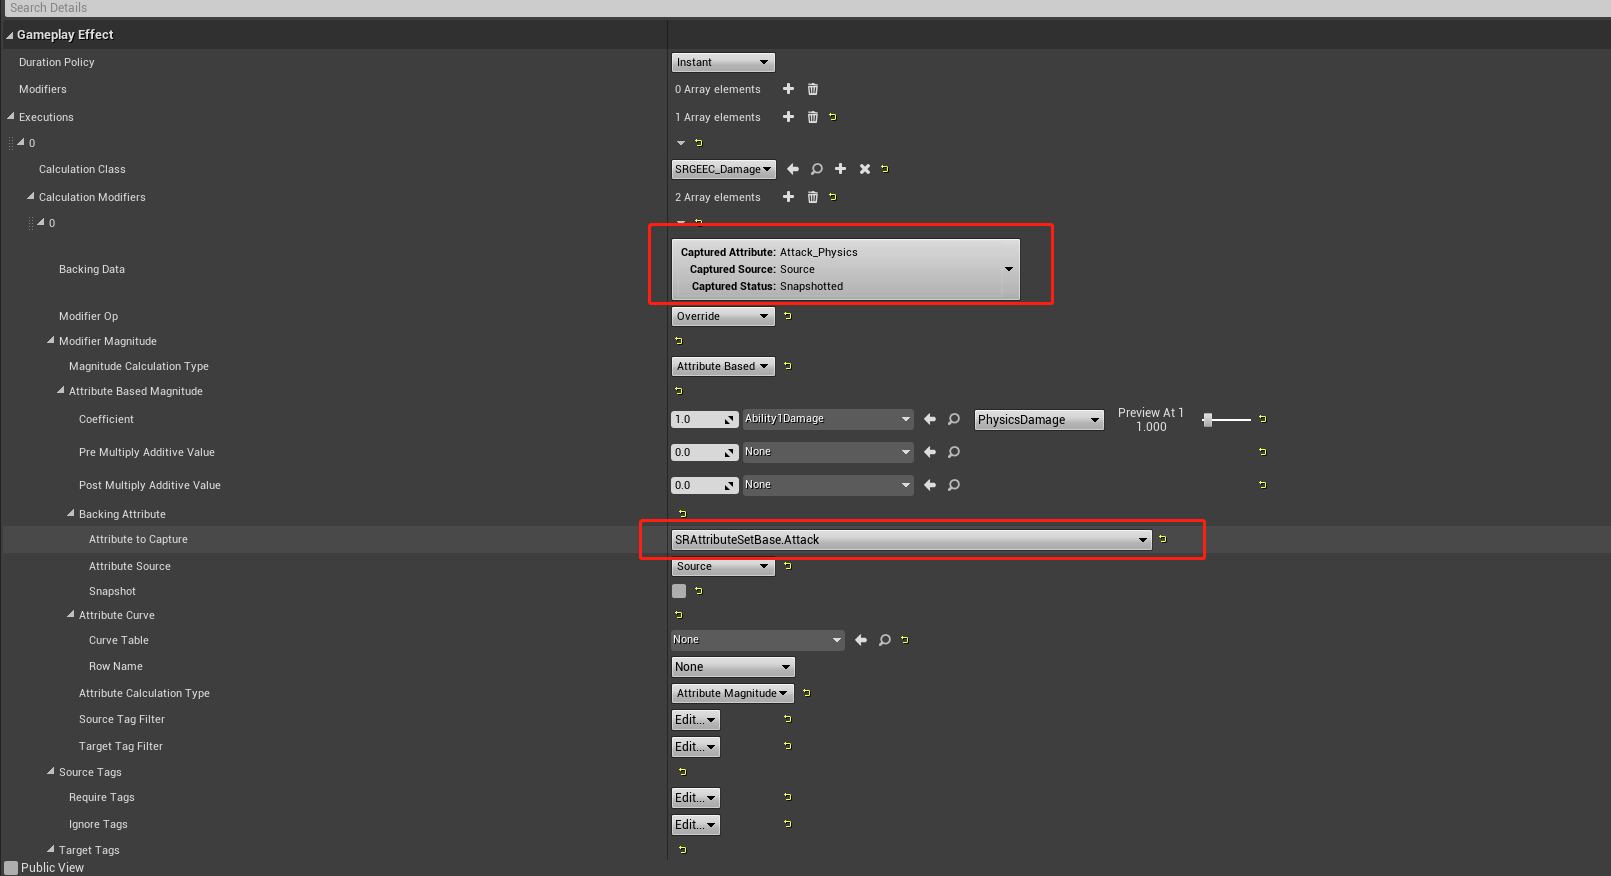 Search Details
Gameplay Effect
Duration Policy Instant
Modifiers 0 Array elements
Executions 1 Array elements
0
Calculation Class SRGEEC_Damage
Calculation Modifiers 2 Array elements
0
Backing Data
Captured Attribute: Attack_Physics
Captured Source: Source
Captured Status: Snapshotted
Modifier Op Override
Modifier Magnitude
Magnitude Calculation Type Attribute Based
Attribute Based Magnitude
Coefficient 1.0 Ability1Damage PhysicsDamage Preview At 1
1.000
Pre Multiply Additive Value 0.0 None
Post Multiply Additive Value 0.0 None
Backing Attribute
Attribute to Capture SRAttributeSetBase.Attack
Attribute Source Source
Snapshot
Attribute Curve
Curve Table None
Row Name None
Attribute Calculation Type Attribute Magnitude
Source Tag Filter Edit...
Target Tag Filter Edit...
Source Tags
Require Tags Edit...
Ignore Tags Edit...
Target Tags
Public View